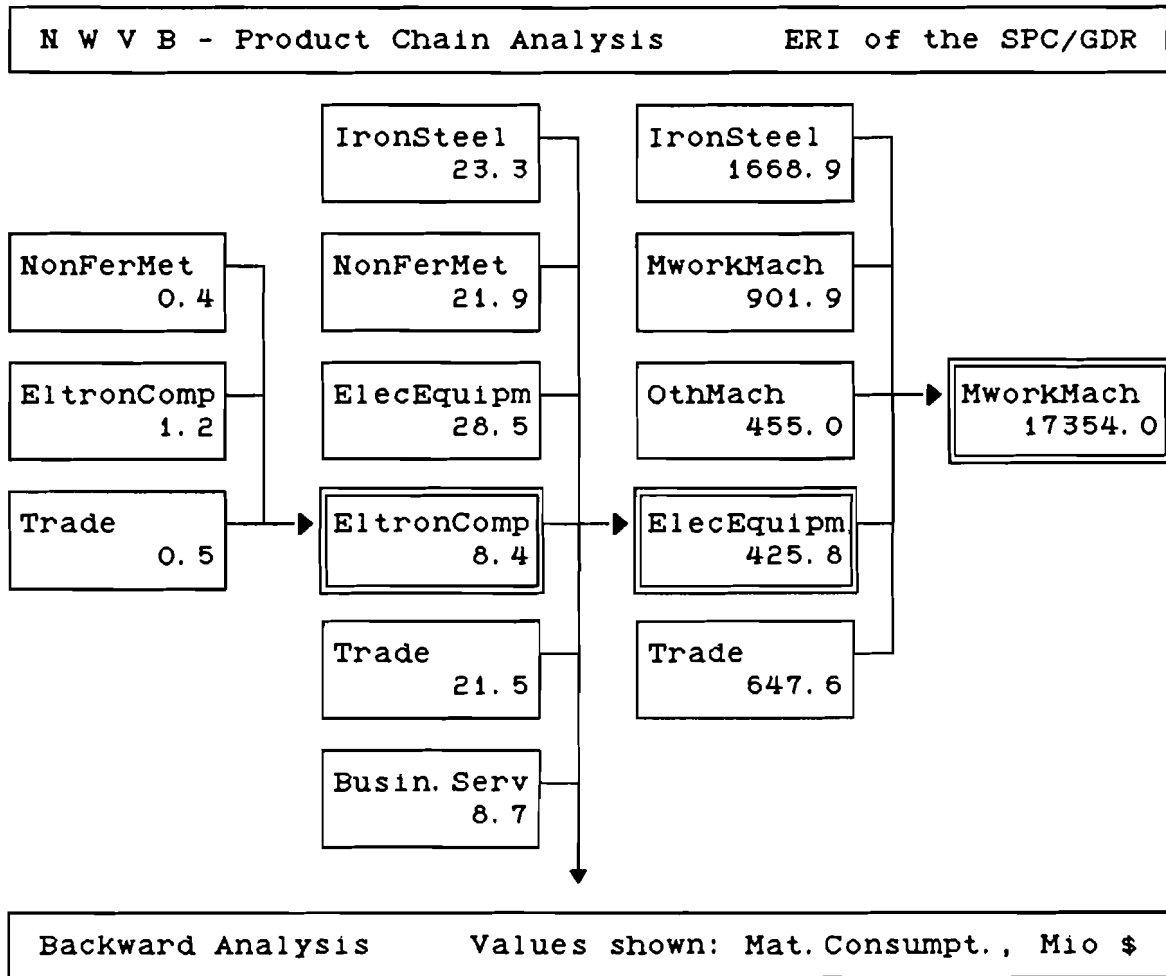 N W V B - Product Chain Analysis ERI of the SPC/GDR
IronSteel
23.3
IronSteel
1668.9
NonFerMet
0.4
NonFerMet
21.9
MworkMach
901.9
EltronComp
1.2
ElecEquipm
28.5
OthMach
455.0
MworkMach
17354.0
Trade
0.5
EltronComp
8.4
ElecEquipm
425.8
Trade
21.5
Trade
647.6
Busin. Serv
8.7
Backward Analysis Values shown: Mat. Consumpt., Mio $